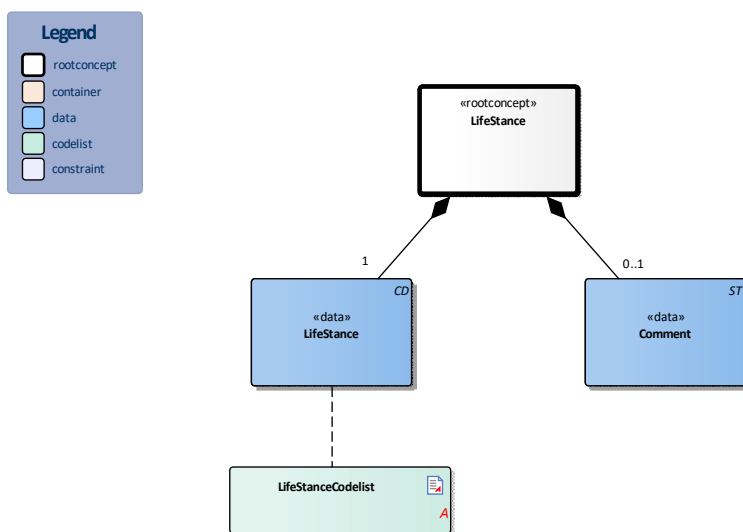 Legend
rootconcept
container
data
codelist
constraint
«rootconcept»
LifeStance
1
0..1
CD
«data»
LifeStance
ST
«data»
Comment
LifeStanceCodelist
A